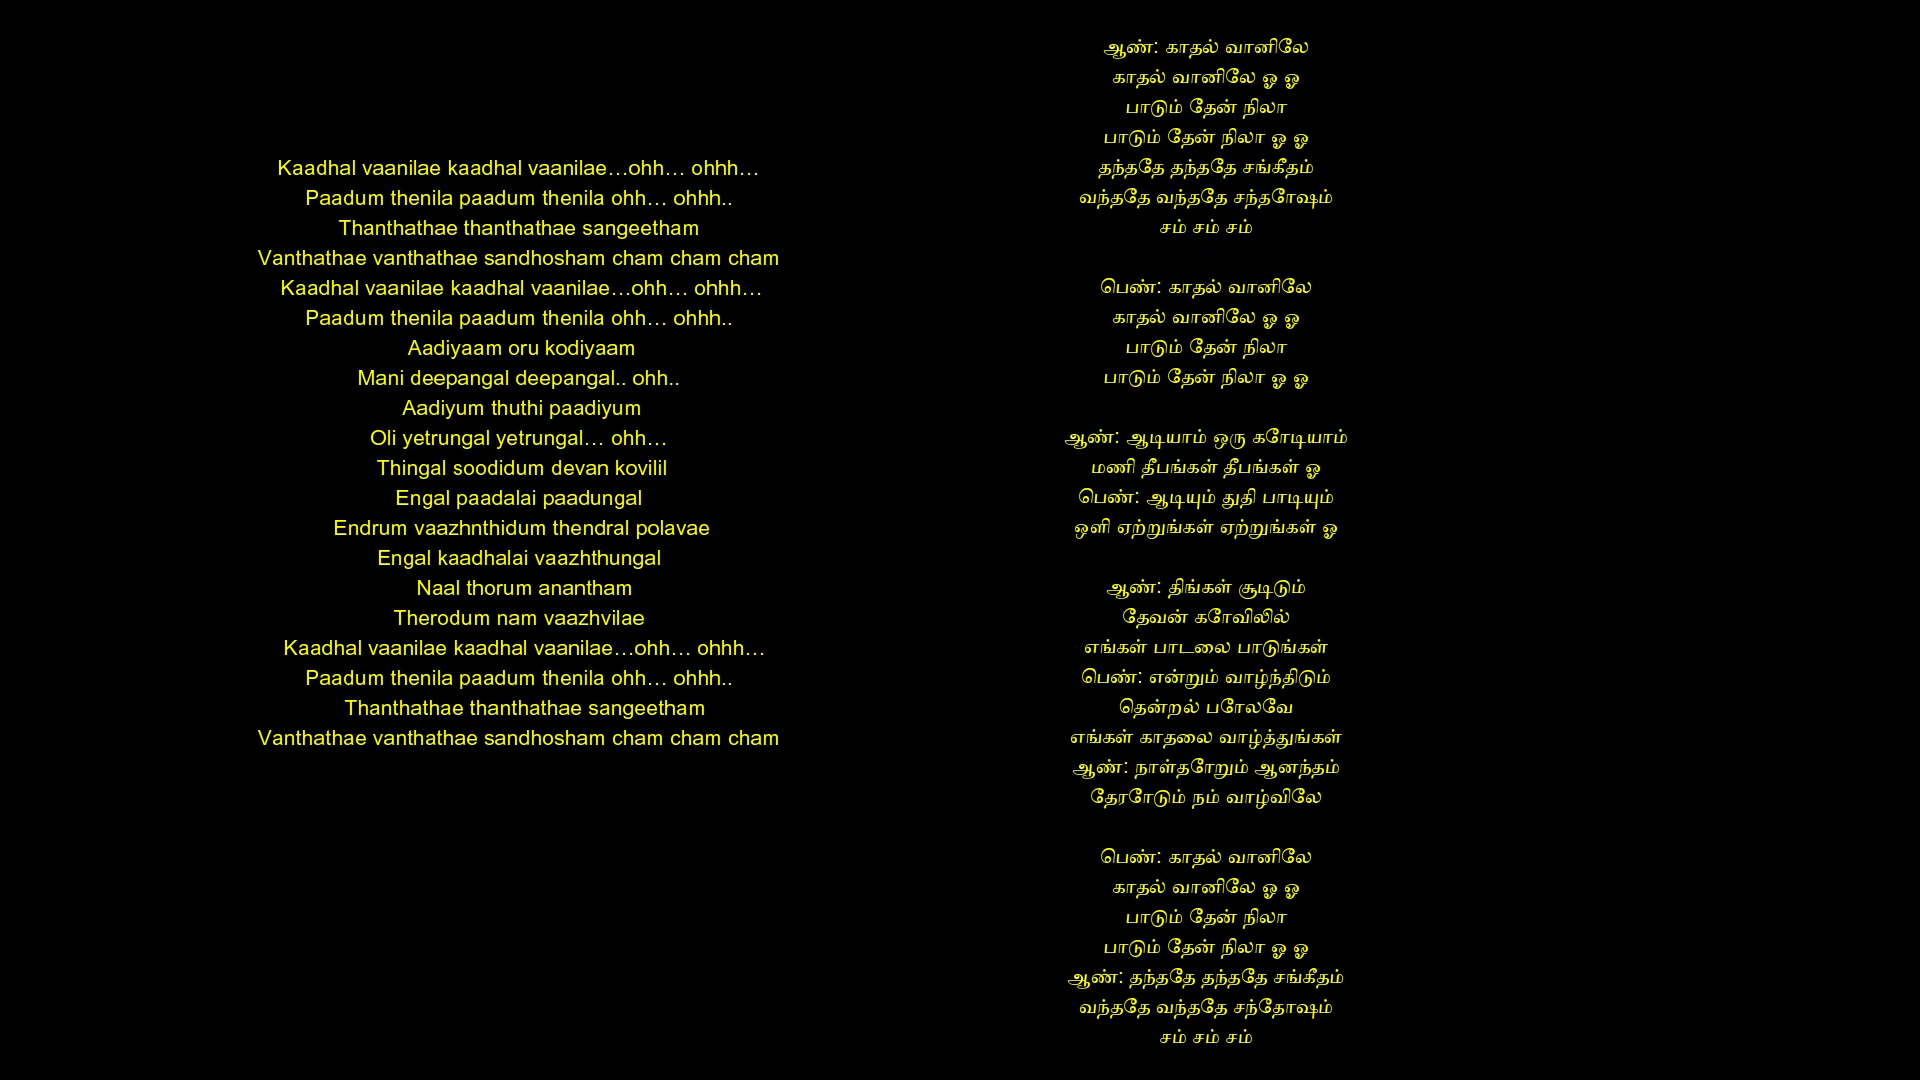 Kaadhal vaanilae kaadhal vaanilae…ohh… ohhh…
Paadum thenila paadum thenila ohh… ohhh..
Thanthathae thanthathae sangeetham
Vanthathae vanthathae sandhosham cham cham cham
Kaadhal vaanilae kaadhal vaanilae…ohh… ohhh…
Paadum thenila paadum thenila ohh… ohhh..
Aadiyaam oru kodiyaam
Mani deepangal deepangal.. ohh..
Aadiyum thuthi paadiyum
Oli yetrungal yetrungal… ohh…
Thingal soodidum devan kovilil
Engal paadalai paadungal
Endrum vaazhnthidum thendral polavae
Engal kaadhalai vaazhthungal
Naal thorum anantham
Therodum nam vaazhvilae
Kaadhal vaanilae kaadhal vaanilae…ohh… ohhh…
Paadum thenila paadum thenila ohh… ohhh..
Thanthathae thanthathae sangeetham
Vanthathae vanthathae sandhosham cham cham cham
ஆண்: காதல் வானிலே
காதல் வானிலே ஓ ஓ
பாடும் தேன் நிலா
பாடும் தேன் நிலா ஓ ஓ
தந்ததே தந்ததே சங்கீதம்
வந்ததே வந்ததே சந்தரோஷம்
சம் சம் சம்
பெண்: காதல் வானிலே
காதல் வானிலே ஓ ஓ
பாடும் தேன் நிலா
பாடும் தேன் நிலா ஓ ஓ
ஆண்: ஆடியாம் ஒரு கரோடியாம்
மணி தீபங்கள் தீபங்கள் ஓ
பெண்: ஆடியும் துதி பாடியும்
ஒளி ஏற்றுங்கள் ஏற்றுங்கள் ஓ
ஆண்: திங்கள் சூடிடும்
தேவன் கரோவிலில்
எங்கள் பாடலை பாடுங்கள்
பெண்: என்றும் வாழ்ந்திடும்
தென்றல் பரோலவே
எங்கள் காதலை வாழ்த்துங்கள்
ஆண்: நாள்தரோறும் ஆனந்தம்
தேரரோடும் நம் வாழ்விலே
பெண்: காதல் வானிலே
காதல் வானிலே ஓ ஓ
பாடும் தேன் நிலா
பாடும் தேன் நிலா ஓ ஓ
ஆண்: தந்ததே தந்ததே சங்கீதம்
வந்ததே வந்ததே சந்தோஷம்
சம் சம் சம்